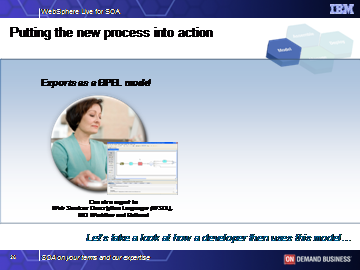 WebSphere Live for SOA
IBM
Putting the new process into action
Model
Exports as a BPEL model
Can also export to
Web Services Description Language (WSDL),
Let's take a look at how a developer then uses this model…
SOA on your terms and our expertise
ON DEMAND BUSINESS